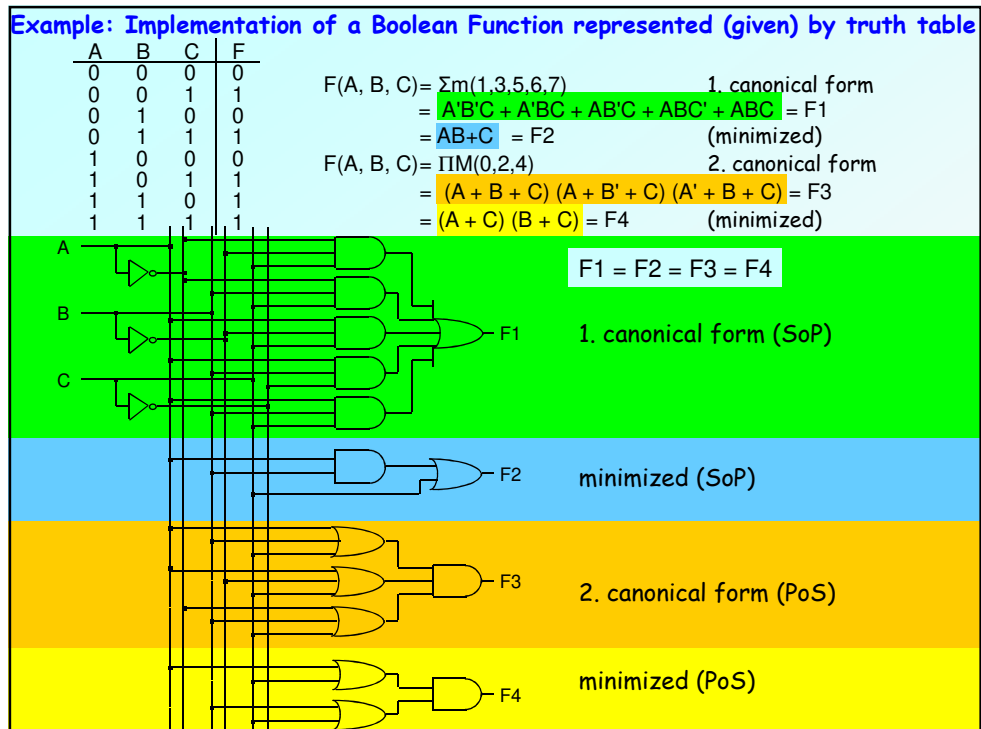 Example: Implementation of a Boolean Function represented (given) by truth table
A B C F
0 0 0 0
0 0 1 1
0 1 0 0
0 1 1 1
1 0 0 0
1 0 1 1
1 1 0 1
1 1 1 1
F(A, B, C)= Σm(1,3,5,6,7) 1. canonical form
= A'B'C + A'BC + AB'C + ABC' + ABC = F1
= AB+C = F2 (minimized)
F(A, B, C)= ΠM(0,2,4) 2. canonical form
= (A + B + C) (A + B' + C) (A' + B + C) = F3
= (A + C) (B + C) = F4 (minimized)
A
F1 = F2 = F3 = F4
B
F1 1. canonical form (SoP)
C
F2 minimized (SoP)
F3 2. canonical form (PoS)
F4 minimized (PoS)